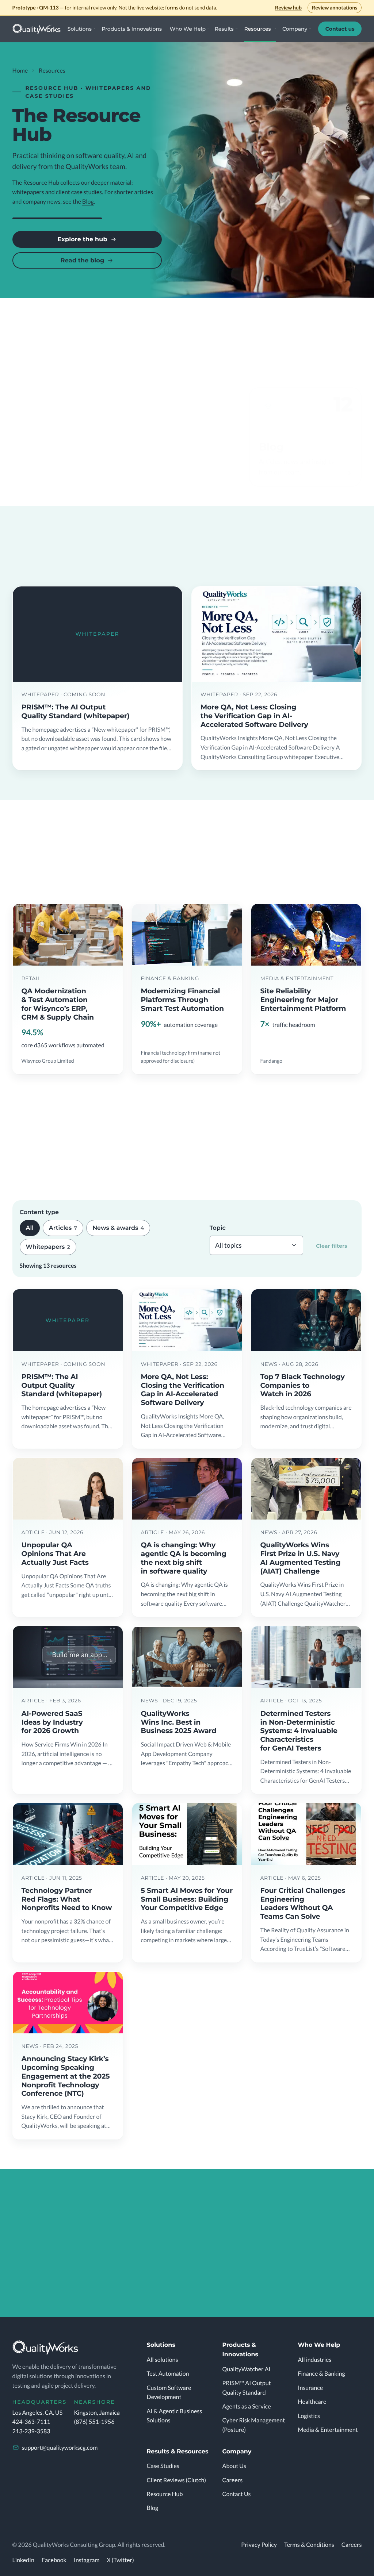 Prototype · QM-113 — for internal review only. Not the live website; forms do not send data.
Review hub
Review annotations
QualityWorks
Solutions
Products & Innovations
Who We Help
Results
Resources
Company
Contact us
Home / Resources
RESOURCE HUB · WHITEPAPERS AND
CASE STUDIES
The Resource
Hub
Practical thinking on software quality, AI and
delivery from the QualityWorks team.
The Resource Hub collects our deeper material:
whitepapers and client case studies. For shorter articles
and company news, see the Blog.
Explore the hub →
Read the blog →
WHITEPAPER
WHITEPAPER · COMING SOON
PRISM™: The AI Output
Quality Standard (whitepaper)
The homepage advertises a “New whitepaper” for PRISM™,
but no downloadable asset was found. This card shows how
a gated or ungated whitepaper would appear once the file...
QualityWorks
More QA,
Not Less
Closing the Verification Gap
in AI-Accelerated Software Delivery
WHITEPAPER · SEP 22, 2026
More QA, Not Less: Closing
the Verification Gap in AI-
Accelerated Software Delivery
QualityWorks Insights More QA, Not Less Closing the
Verification Gap in AI-Accelerated Software Delivery A
QualityWorks Consulting Group whitepaper Executive...
RETAIL
QA Modernization
& Test Automation
for Wisynco’s ERP,
CRM & Supply Chain
94.5%
core d365 workflows automated
Wisynco Group Limited
FINANCE & BANKING
Modernizing Financial
Platforms Through
Smart Test Automation
90%+ automation coverage
Financial technology firm (name not
approved for disclosure)
MEDIA & ENTERTAINMENT
Site Reliability
Engineering for Major
Entertainment Platform
7× traffic headroom
Fandango
Content type
All
Articles 7
News & awards 4
Whitepapers 2
Topic
All topics
Clear filters
Showing 13 resources
WHITEPAPER
WHITEPAPER · COMING SOON
PRISM™: The AI
Output Quality
Standard (whitepaper)
The homepage advertises a “New
whitepaper” for PRISM™, but no
downloadable asset was found. Th...
QualityWorks
More QA,
Not Less
WHITEPAPER · SEP 22, 2026
More QA, Not Less:
Closing the Verification
Gap in AI-Accelerated
Software Delivery
QualityWorks Insights More QA,
Not Less Closing the Verification
Gap in AI-Accelerated Software...
NEWS · AUG 28, 2026
Top 7 Black Technology
Companies to
Watch in 2026
Black-led technology companies are
shaping how organizations build,
modernize, and trust digital...
ARTICLE · JUN 12, 2026
Unpopular QA
Opinions That Are
Actually Just Facts
Unpopular QA Opinions That Are
Actually Just Facts Some QA truths
get called “unpopular” right up unt...
ARTICLE · MAY 26, 2026
QA is changing: Why
agentic QA is becoming
the next big shift
in software quality
QA is changing: Why agentic QA is
becoming the next big shift in
software quality Every software...
$ 75,000
NEWS · APR 27, 2026
QualityWorks Wins
First Prize in U.S. Navy
AI Augmented Testing
(AIAT) Challenge
QualityWorks Wins First Prize in
U.S. Navy AI Augmented Testing
(AIAT) Challenge QualityWatcher...
Build me an app...
ARTICLE · FEB 3, 2026
AI-Powered SaaS
Ideas by Industry
for 2026 Growth
How Service Firms Win in 2026 In
2026, artificial intelligence is no
longer a competitive advantage — ...
NEWS · DEC 19, 2025
QualityWorks
Wins Inc. Best in
Business 2025 Award
Social Impact Driven Web & Mobile
App Development Company
leverages “Empathy Tech” approac...
ARTICLE · OCT 13, 2025
Determined Testers
in Non-Deterministic
Systems: 4 Invaluable
Characteristics
for GenAI Testers
Determined Testers in Non-
Deterministic Systems: 4 Invaluable
Characteristics for GenAI Testers...
ARTICLE · JUN 11, 2025
Technology Partner
Red Flags: What
Nonprofits Need to Know
Your nonprofit has a 32% chance of
technology project failure. That’s
not our pessimistic guess—it’s wha...
5 Smart AI
Moves for Your
Small Business:
Building Your
Competitive Edge
ARTICLE · MAY 20, 2025
5 Smart AI Moves for Your
Small Business: Building
Your Competitive Edge
As a small business owner, you’re
likely facing a familiar challenge:
competing in markets where large...
Four Critical
Challenges
Engineering
Leaders Without
QA Can Solve
NEED FOOD
TESTING
ARTICLE · MAY 6, 2025
Four Critical Challenges
Engineering
Leaders Without QA
Teams Can Solve
The Reality of Quality Assurance in
Today’s Engineering Teams
According to TrueList’s “Software...
Accountability and
Success: Practical Tips
for Technology
Partnerships
NEWS · FEB 24, 2025
Announcing Stacy Kirk’s
Upcoming Speaking
Engagement at the 2025
Nonprofit Technology
Conference (NTC)
We are thrilled to announce that
Stacy Kirk, CEO and Founder of
QualityWorks, will be speaking at...
QualityWorks
We enable the delivery of transformative
digital solutions through innovations in
testing and agile project delivery.
HEADQUARTERS
Los Angeles, CA, US
424-363-7111
213-239-3583
NEARSHORE
Kingston, Jamaica
(876) 551-1956
support@qualityworkscg.com
Solutions
All solutions
Test Automation
Custom Software
Development
AI & Agentic Business
Solutions
Products &
Innovations
QualityWatcher AI
PRISM™ AI Output
Quality Standard
Agents as a Service
Cyber Risk Management
(Posture)
Who We Help
All industries
Finance & Banking
Insurance
Healthcare
Logistics
Media & Entertainment
Results & Resources
Case Studies
Client Reviews (Clutch)
Resource Hub
Blog
Company
About Us
Careers
Contact Us
© 2026 QualityWorks Consulting Group. All rights reserved.
Privacy Policy
Terms & Conditions
Careers
LinkedIn
Facebook
Instagram
X (Twitter)